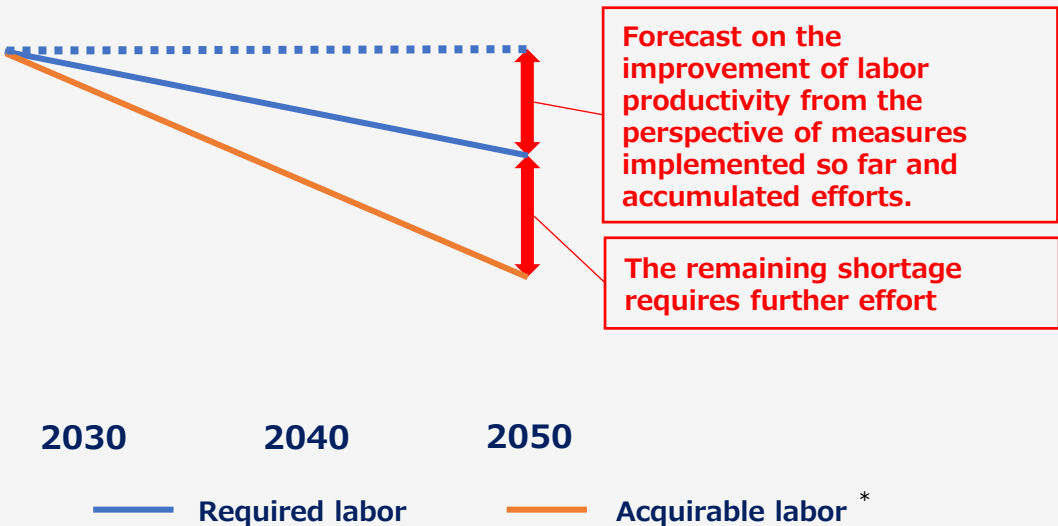 Forecast on the
improvement of labor
productivity from the
perspective of measures
implemented so far and
accumulated efforts.
The remaining shortage
requires further effort
2030 2040 2050
Required labor Acquirable labor *